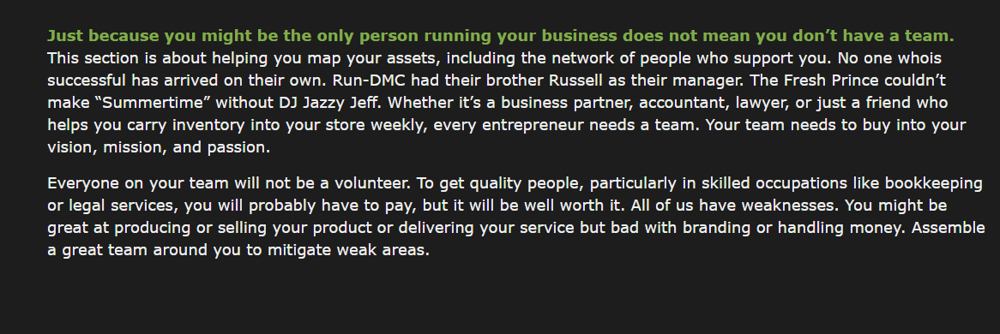 Just because you might be the only person running your business does not mean you don’t have a team.
This section is about helping you map your assets, including the network of people who support you. No one whois
successful has arrived on their own. Run-DMC had their brother Russell as their manager. The Fresh Prince couldn’t
make “Summertime” without DJ Jazzy Jeff. Whether it’s a business partner, accountant, lawyer, or just a friend who
helps you carry inventory into your store weekly, every entrepreneur needs a team. Your team needs to buy into your
vision, mission, and passion.
Everyone on your team will not be a volunteer. To get quality people, particularly in skilled occupations like bookkeeping
or legal services, you will probably have to pay, but it will be well worth it. All of us have weaknesses. You might be
great at producing or selling your product or delivering your service but bad with branding or handling money. Assemble
a great team around you to mitigate weak areas.